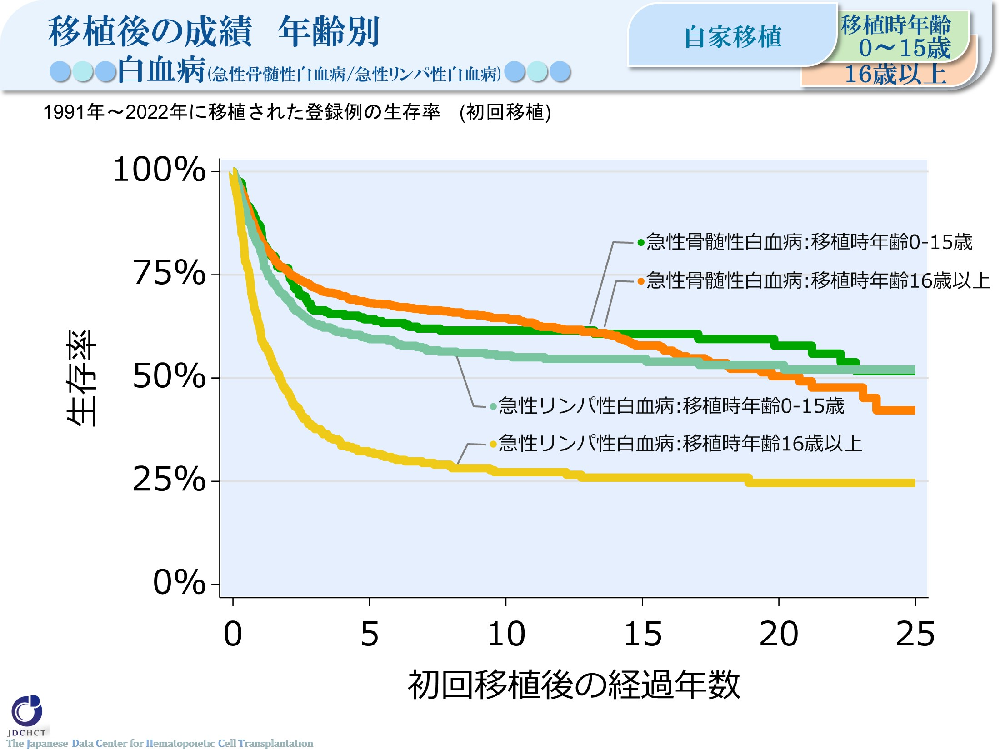 移植後の成績 年齢別
白血病(急性骨髄性白血病/急性リンパ性白血病)
自家移植
移植時年齢
0～15歳
16歳以上
1991年～2022年に移植された登録例の生存率 (初回移植)
100%
75%
50%
25%
0%
生存率
急性骨髄性白血病:移植時年齢0-15歳
急性骨髄性白血病:移植時年齢16歳以上
急性リンパ性白血病:移植時年齢0-15歳
急性リンパ性白血病:移植時年齢16歳以上
0 5 10 15 20 25
初回移植後の経過年数
JDCHCT
The Japanese Data Center for Hematopoietic Cell Transplantation